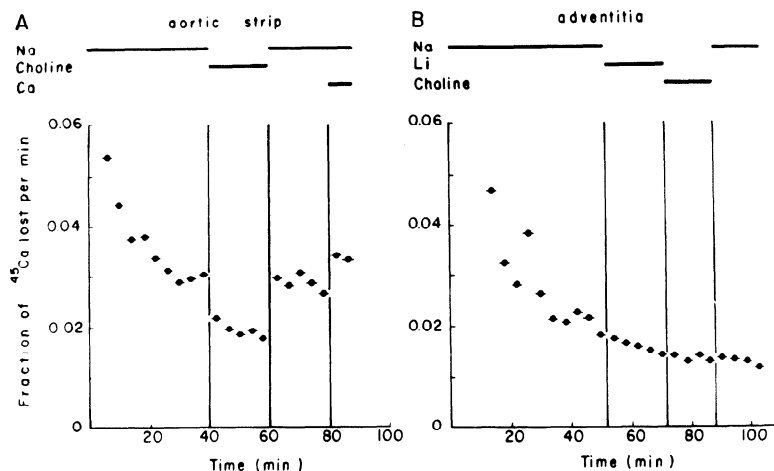 A
aortic strip
Na
Choline
Ca
0.06
0.04
0.02
0
20
40
60
80
100
Time (min)
Fraction of 45Ca lost per min
B
adventitia
Na
Li
Choline
0.06
0.04
0.02
0
20
40
60
80
100
Time (min)